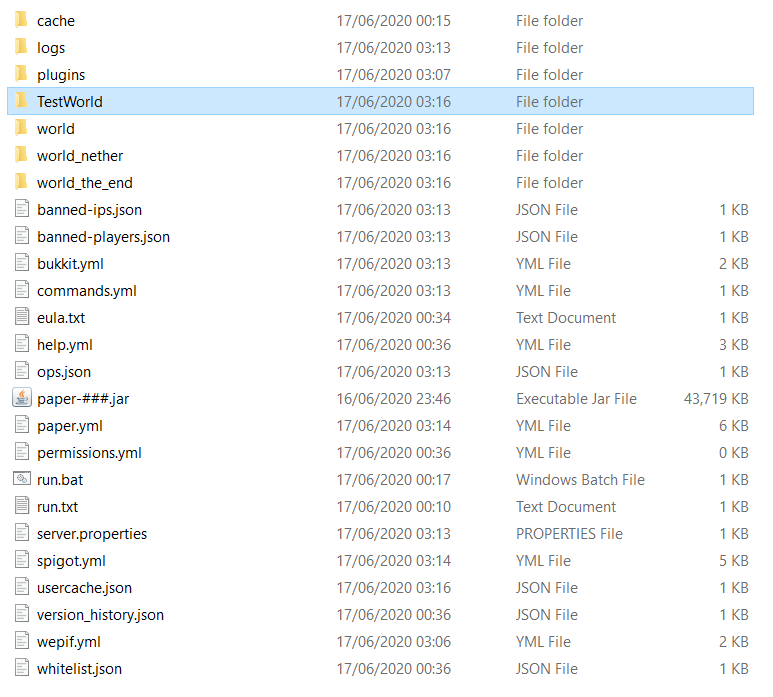 cache 17/06/2020 00:15 File folder
logs 17/06/2020 03:13 File folder
plugins 17/06/2020 03:07 File folder
TestWorld 17/06/2020 03:16 File folder
world 17/06/2020 03:16 File folder
world_nether 17/06/2020 03:16 File folder
world_the_end 17/06/2020 03:16 File folder
banned-ips.json 17/06/2020 03:13 JSON File 1 KB
banned-players.json 17/06/2020 03:13 JSON File 1 KB
bukkit.yml 17/06/2020 03:13 YML File 2 KB
commands.yml 17/06/2020 03:13 YML File 1 KB
eula.txt 17/06/2020 00:34 Text Document 1 KB
help.yml 17/06/2020 00:36 YML File 3 KB
ops.json 17/06/2020 03:13 JSON File 1 KB
paper-###.jar 16/06/2020 23:46 Executable Jar File 43,719 KB
paper.yml 17/06/2020 03:14 YML File 6 KB
permissions.yml 17/06/2020 00:36 YML File 0 KB
run.bat 17/06/2020 00:17 Windows Batch File 1 KB
run.txt 17/06/2020 00:10 Text Document 1 KB
server.properties 17/06/2020 03:13 PROPERTIES File 1 KB
spigot.yml 17/06/2020 03:14 YML File 5 KB
usercache.json 17/06/2020 03:16 JSON File 1 KB
version_history.json 17/06/2020 00:36 JSON File 1 KB
wepif.yml 17/06/2020 03:06 YML File 2 KB
whitelist.json 17/06/2020 00:36 JSON File 1 KB